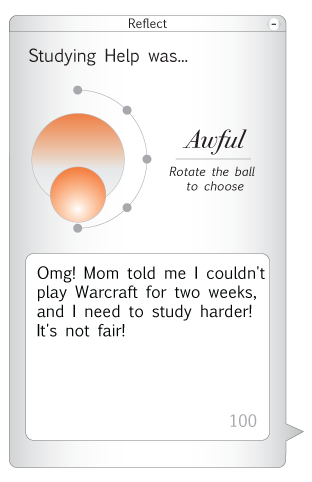 Reflect
Studying Help was...
Awful
Rotate the ball
to choose
Omg! Mom told me I couldn't
play Warcraft for two weeks,
and I need to study harder!
It's not fair!
100